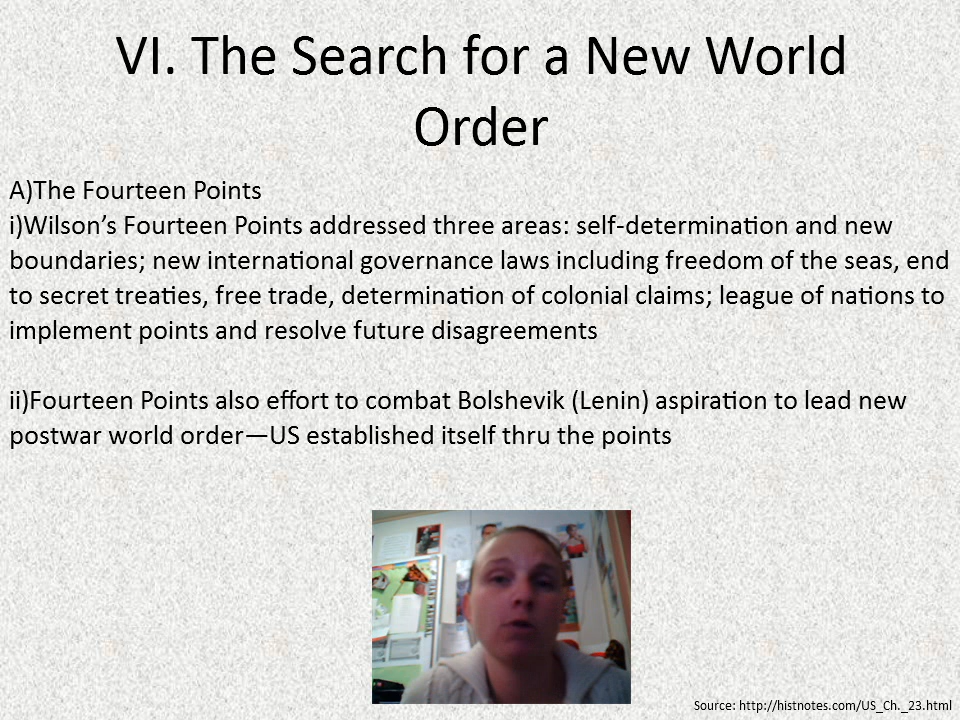 VI. The Search for a New World
Order
A)The Fourteen Points
i)Wilson’s Fourteen Points addressed three areas: self-determination and new
boundaries; new international governance laws including freedom of the seas, end
to secret treaties, free trade, determination of colonial claims; league of nations to
implement points and resolve future disagreements
ii)Fourteen Points also effort to combat Bolshevik (Lenin) aspiration to lead new
postwar world order—US established itself thru the points
Source: http://histnotes.com/US_Ch._23.html